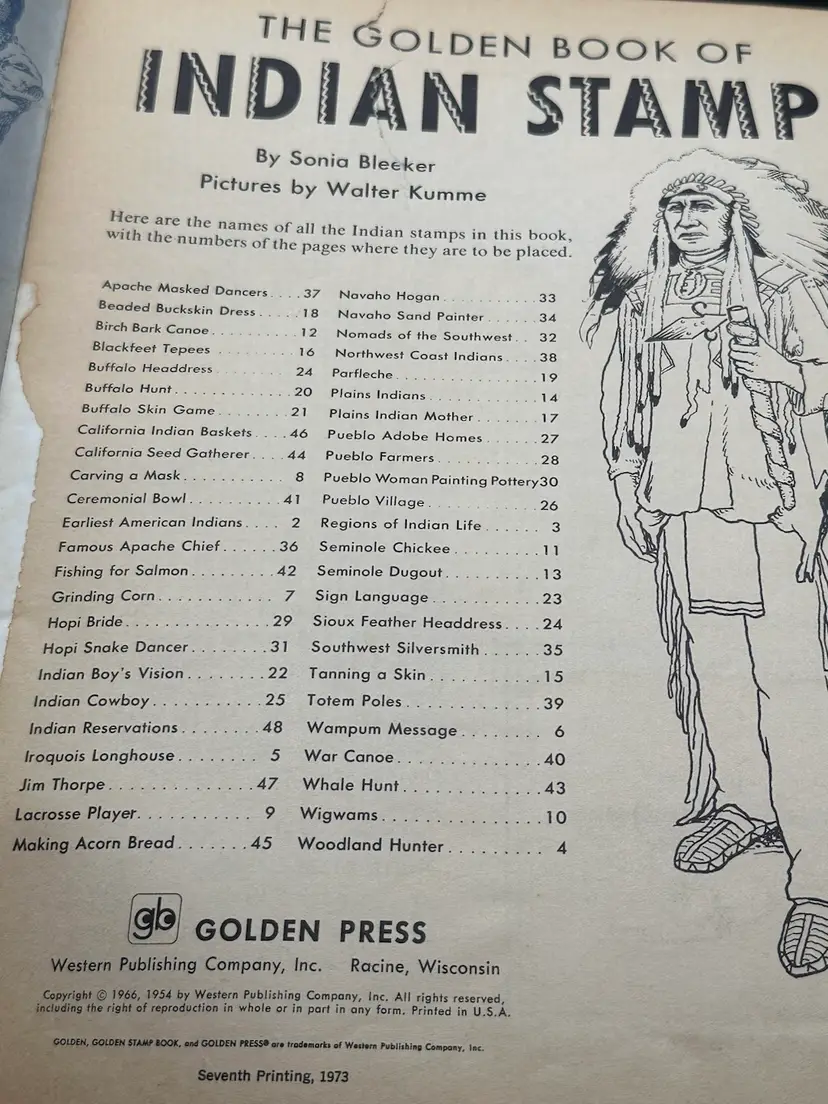 THE GOLDEN BOOK OF
INDIAN STAMP
By Sonia Bleeker
Pictures by Walter Kumme
Here are the names of all the Indian stamps in this book,
with the numbers of the pages where they are to be placed.
Apache Masked Dancers . . . . 37
Beaded Buckskin Dress . . . . . 18
Birch Bark Canoe . . . . . . . . . . 12
Blackfeet Tepees . . . . . . . . . 16
Buffalo Headdress . . . . . . . . 24
Buffalo Hunt . . . . . . . . . . . . . 20
Buffalo Skin Game . . . . . . . . 21
California Indian Baskets . . . . 46
California Seed Gatherer . . . . 44
Carving a Mask . . . . . . . . . . . 8
Ceremonial Bowl . . . . . . . . . . 41
Earliest American Indians . . . . 2
Famous Apache Chief . . . . . . 36
Fishing for Salmon . . . . . . . . . 42
Grinding Corn . . . . . . . . . . . . 7
Hopi Bride . . . . . . . . . . . . . . . 29
Hopi Snake Dancer . . . . . . . . 31
Indian Boy's Vision . . . . . . . . 22
Indian Cowboy . . . . . . . . . . . 25
Indian Reservations . . . . . . . . 48
Iroquois Longhouse . . . . . . . . 5
Jim Thorpe . . . . . . . . . . . . . . 47
Lacrosse Player . . . . . . . . . . . 9
Making Acorn Bread . . . . . . . 45
Navaho Hogan . . . . . . . . . . . . 33
Navaho Sand Painter . . . . . . . 34
Nomads of the Southwest . . 32
Northwest Coast Indians . . . . 38
Parfleche . . . . . . . . . . . . . . . . 19
Plains Indians . . . . . . . . . . . . . 14
Plains Indian Mother . . . . . . . 17
Pueblo Adobe Homes . . . . . . 27
Pueblo Farmers . . . . . . . . . . . 28
Pueblo Woman Painting Pottery30
Pueblo Village . . . . . . . . . . . . 26
Regions of Indian Life . . . . . . 3
Seminole Chickee . . . . . . . . . . 11
Seminole Dugout . . . . . . . . . . 13
Sign Language . . . . . . . . . . . . 23
Sioux Feather Headdress . . . . 24
Southwest Silversmith . . . . . . 35
Tanning a Skin . . . . . . . . . . . . 15
Totem Poles . . . . . . . . . . . . . . 39
Wampum Message . . . . . . . . 6
War Canoe . . . . . . . . . . . . . . 40
Whale Hunt . . . . . . . . . . . . . . 43
Wigwams . . . . . . . . . . . . . . . . 10
Woodland Hunter . . . . . . . . . 4
gb GOLDEN PRESS
Western Publishing Company, Inc. Racine, Wisconsin
Copyright © 1966, 1954 by Western Publishing Company, Inc. All rights reserved,
including the right of reproduction in whole or in part in any form. Printed in U.S.A.
GOLDEN, GOLDEN STAMP BOOK, and GOLDEN PRESS® are trademarks of Western Publishing Company, Inc.
Seventh Printing, 1973